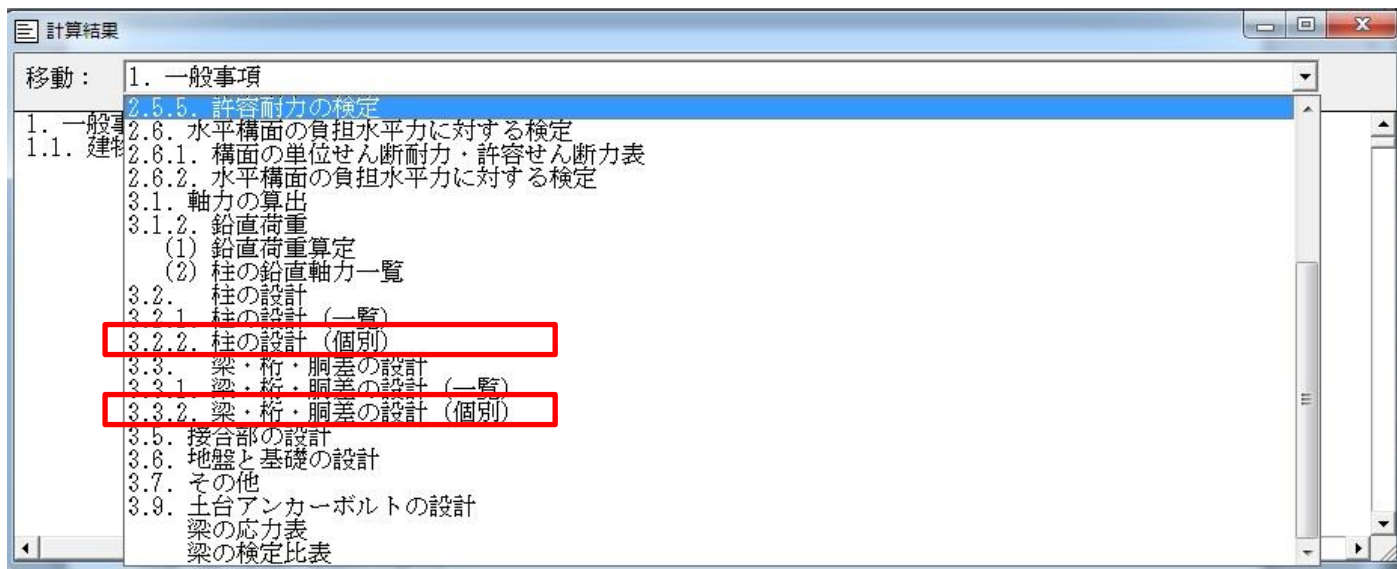 計算結果
移動： 1. 一般事項
2.5.5. 許容耐力の検定
1. 一般事
2.6. 水平構面の負担水平力に対する検定
1.1. 建物
2.6.1. 構面の単位せん断耐力・許容せん断力表
2.6.2. 水平構面の負担水平力に対する検定
3.1. 軸力の算出
3.1.2. 鉛直荷重
(1) 鉛直荷重算定
(2) 柱の鉛直軸力一覧
3.2. 柱の設計
3.2.1. 柱の設計 (一覧)
3.2.2. 柱の設計 (個別)
3.3. 梁・桁・胴差の設計
3.3.1. 梁・桁・胴差の設計 (一覧)
3.3.2. 梁・桁・胴差の設計 (個別)
3.5. 接合部の設計
3.6. 地盤と基礎の設計
3.7. その他
3.9. 土台アンカーボルトの設計
梁の応力表
梁の検定比表